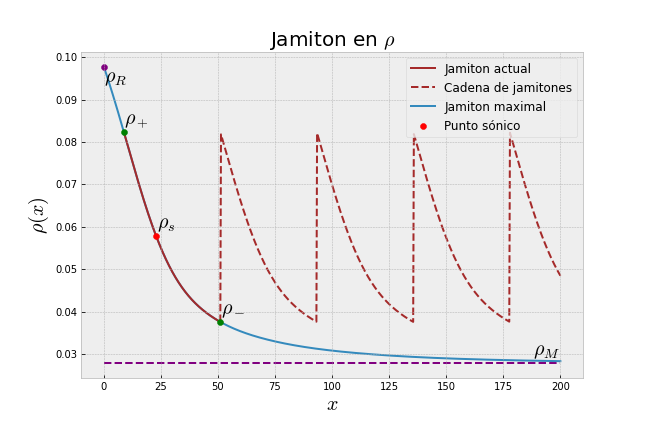 Jamiton en ρ
Jamiton actual
Cadena de jamitones
Jamiton maximal
Punto sónico
0.10
0.09
0.08
0.07
0.06
0.05
0.04
0.03
ρ(x)
ρ_R
ρ_+
ρ_s
ρ_−
ρ_M
0 25 50 75 100 125 150 175 200
x